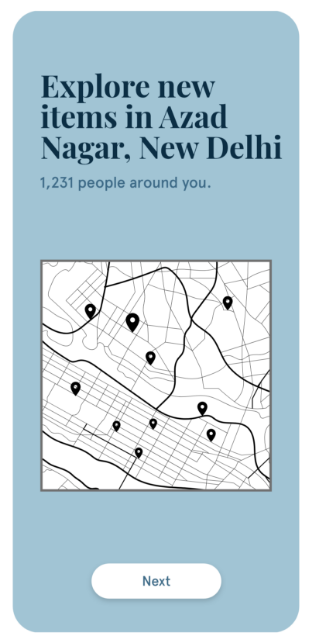 Explore new
items in Azad
Nagar, New Delhi
1,231 people around you.
Next